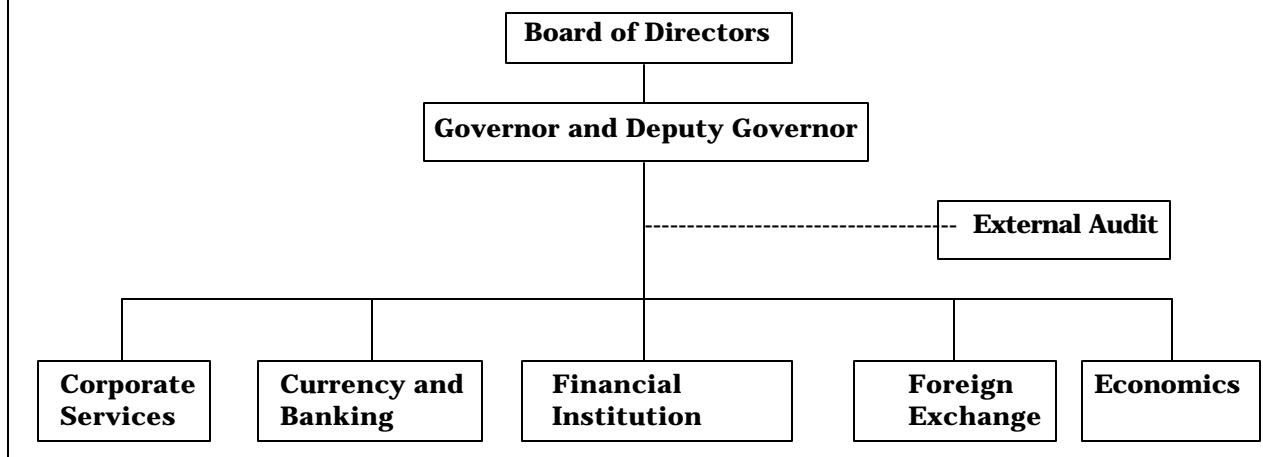 Board of Directors
Governor and Deputy Governor
External Audit
Corporate
Services
Currency and
Banking
Financial
Institution
Foreign
Exchange
Economics